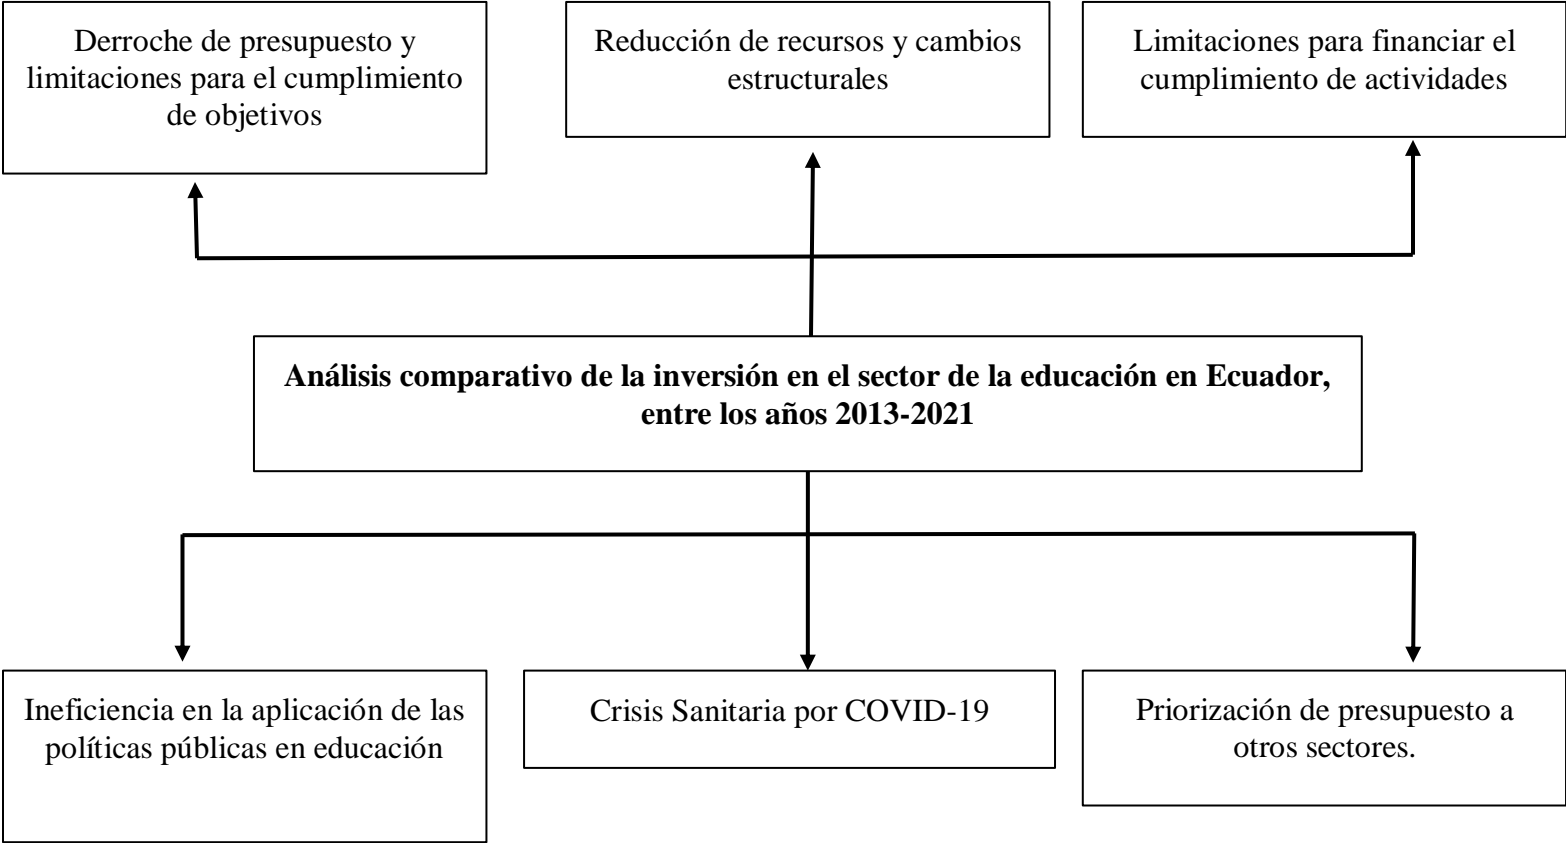 Derroche de presupuesto y
limitaciones para el cumplimiento
de objetivos
Reducción de recursos y cambios
estructurales
Limitaciones para financiar el
cumplimiento de actividades
Análisis comparativo de la inversión en el sector de la educación en Ecuador,
entre los años 2013-2021
Ineficiencia en la aplicación de las
políticas públicas en educación
Crisis Sanitaria por COVID-19
Priorización de presupuesto a
otros sectores.